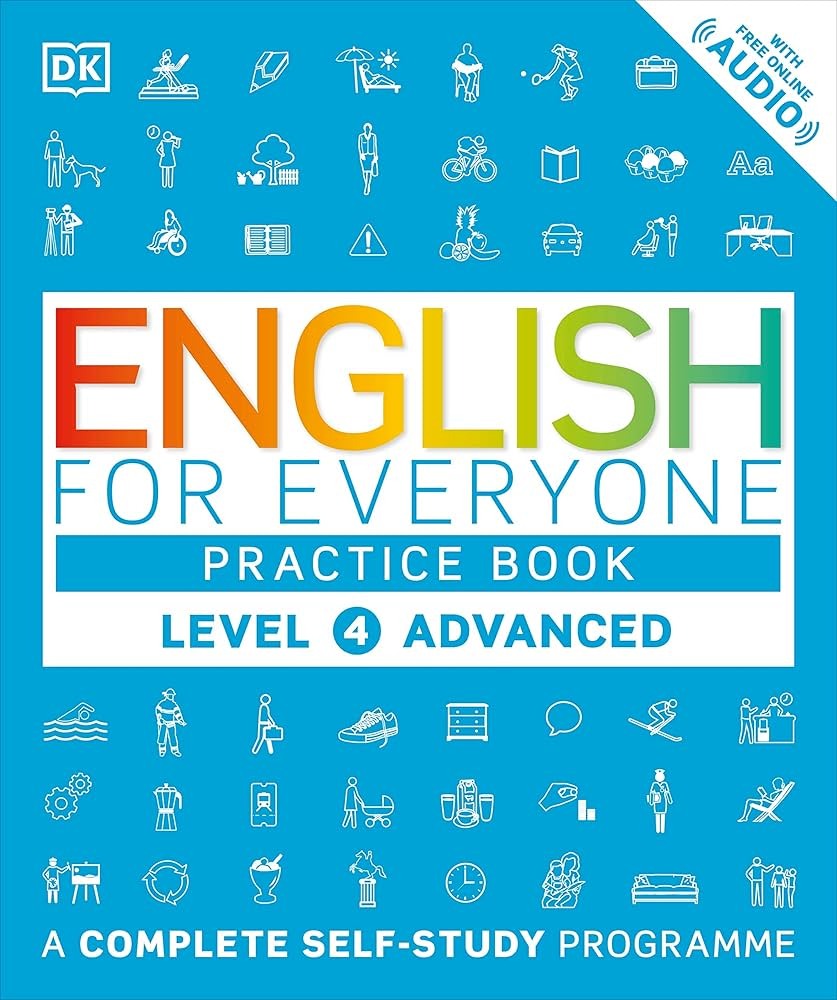 DK
WITH
FREE ONLINE
AUDIO
Aa
ENGLISH
FOR EVERYONE
PRACTICE BOOK
LEVEL 4 ADVANCED
A COMPLETE SELF-STUDY PROGRAMME